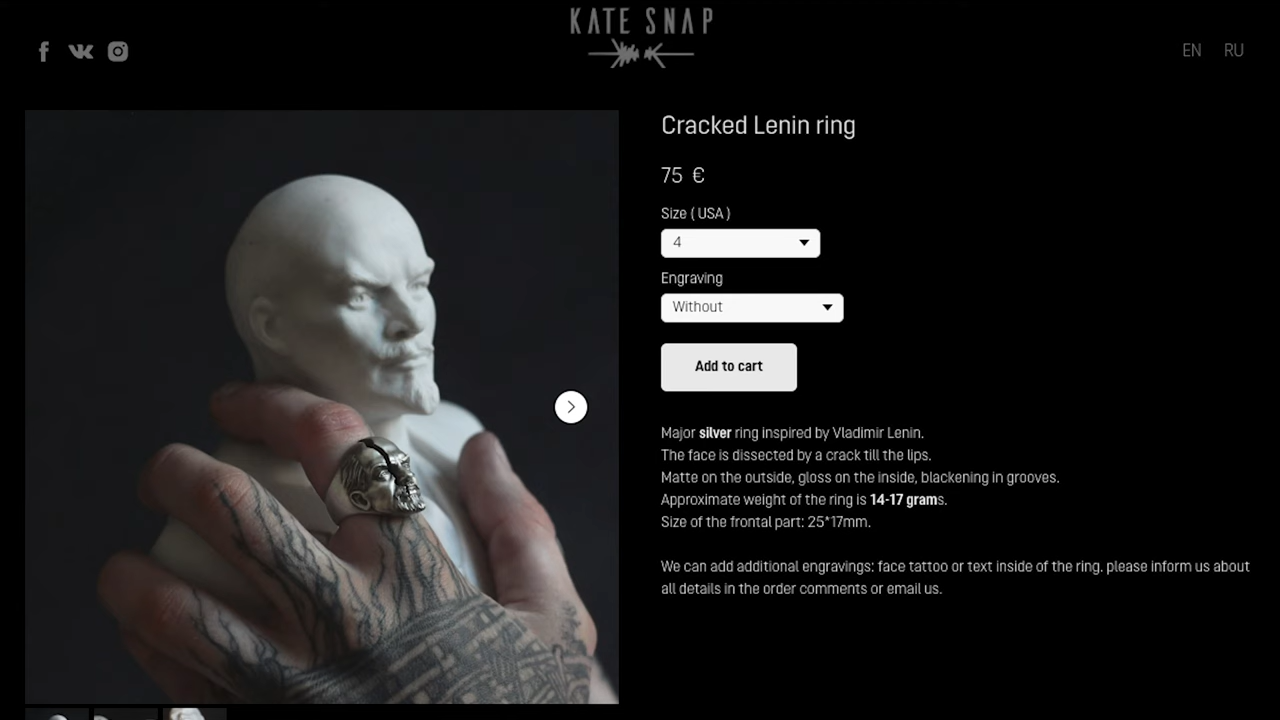 KATE SNAP
EN RU
Cracked Lenin ring
75 €
Size ( USA )
4
Engraving
Without
Add to cart
Major silver ring inspired by Vladimir Lenin.
The face is dissected by a crack till the lips.
Matte on the outside, gloss on the inside, blackening in grooves.
Approximate weight of the ring is 14-17 grams.
Size of the frontal part: 25*17mm.
We can add additional engravings: face tattoo or text inside of the ring. please inform us about
all details in the order comments or email us.